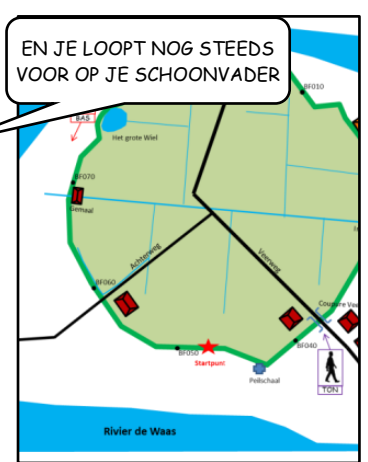 EN JE LOOPT NOG STEEDS
VOOR OP JE SCHOONVADER
BF010
BAS
Het grote Wiel
BF070
Gemaal
Achterweg
Veerweg
BF060
Coupure Vee
BF050
Startpunt
BF040
Peilschaal
TON
Rivier de Waas